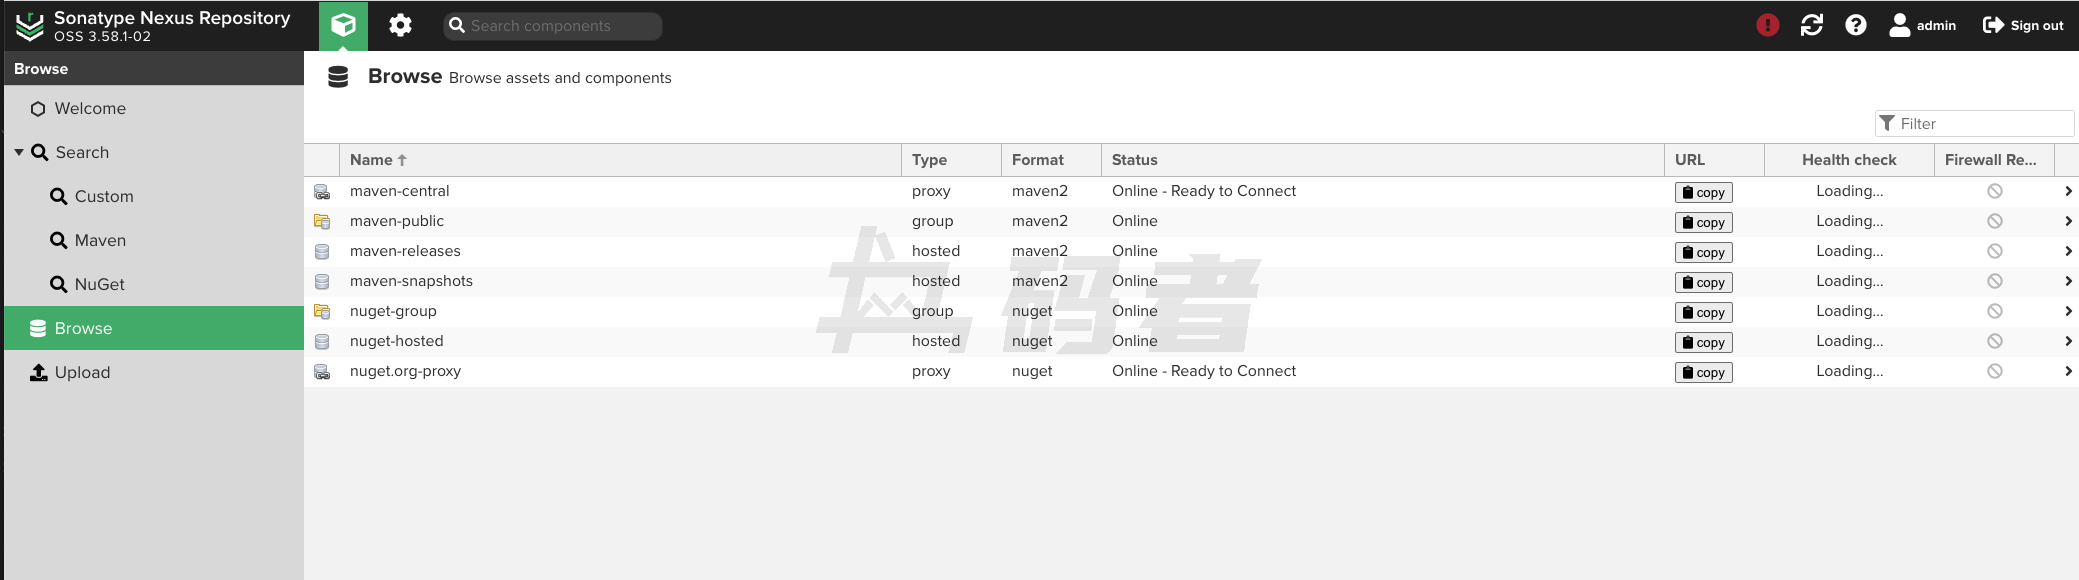 Sonatype Nexus Repository
OSS 3.58.1-02
Search components
admin
Sign out
Browse
Welcome
Search
Custom
Maven
NuGet
Browse
Upload
Browse Browse assets and components
Filter
Name Type Format Status URL Health check Firewall Re...
maven-central proxy maven2 Online - Ready to Connect copy Loading...
maven-public group maven2 Online copy Loading...
maven-releases hosted maven2 Online copy Loading...
maven-snapshots hosted maven2 Online copy Loading...
nuget-group group nuget Online copy Loading...
nuget-hosted hosted nuget Online copy Loading...
nuget.org-proxy proxy nuget Online - Ready to Connect copy Loading...
码者